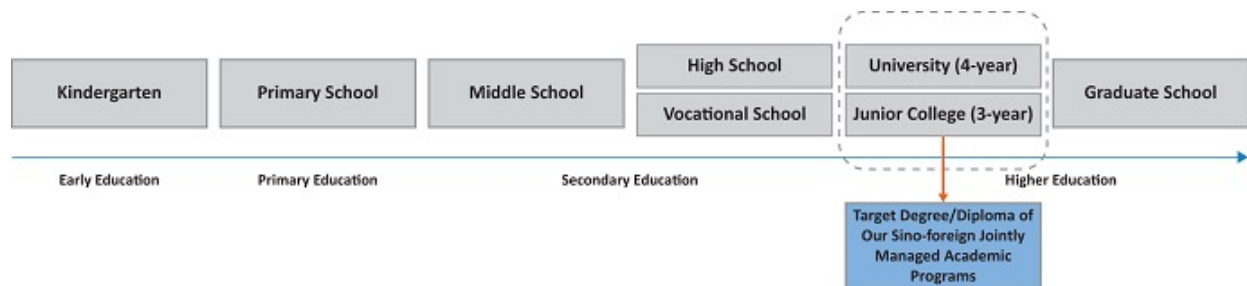 Kindergarten
Primary School
Middle School
High School
Vocational School
University (4-year)
Junior College (3-year)
Graduate School
Early Education
Primary Education
Secondary Education
Higher Education
Target Degree/Diploma of
Our Sino-foreign Jointly
Managed Academic
Programs